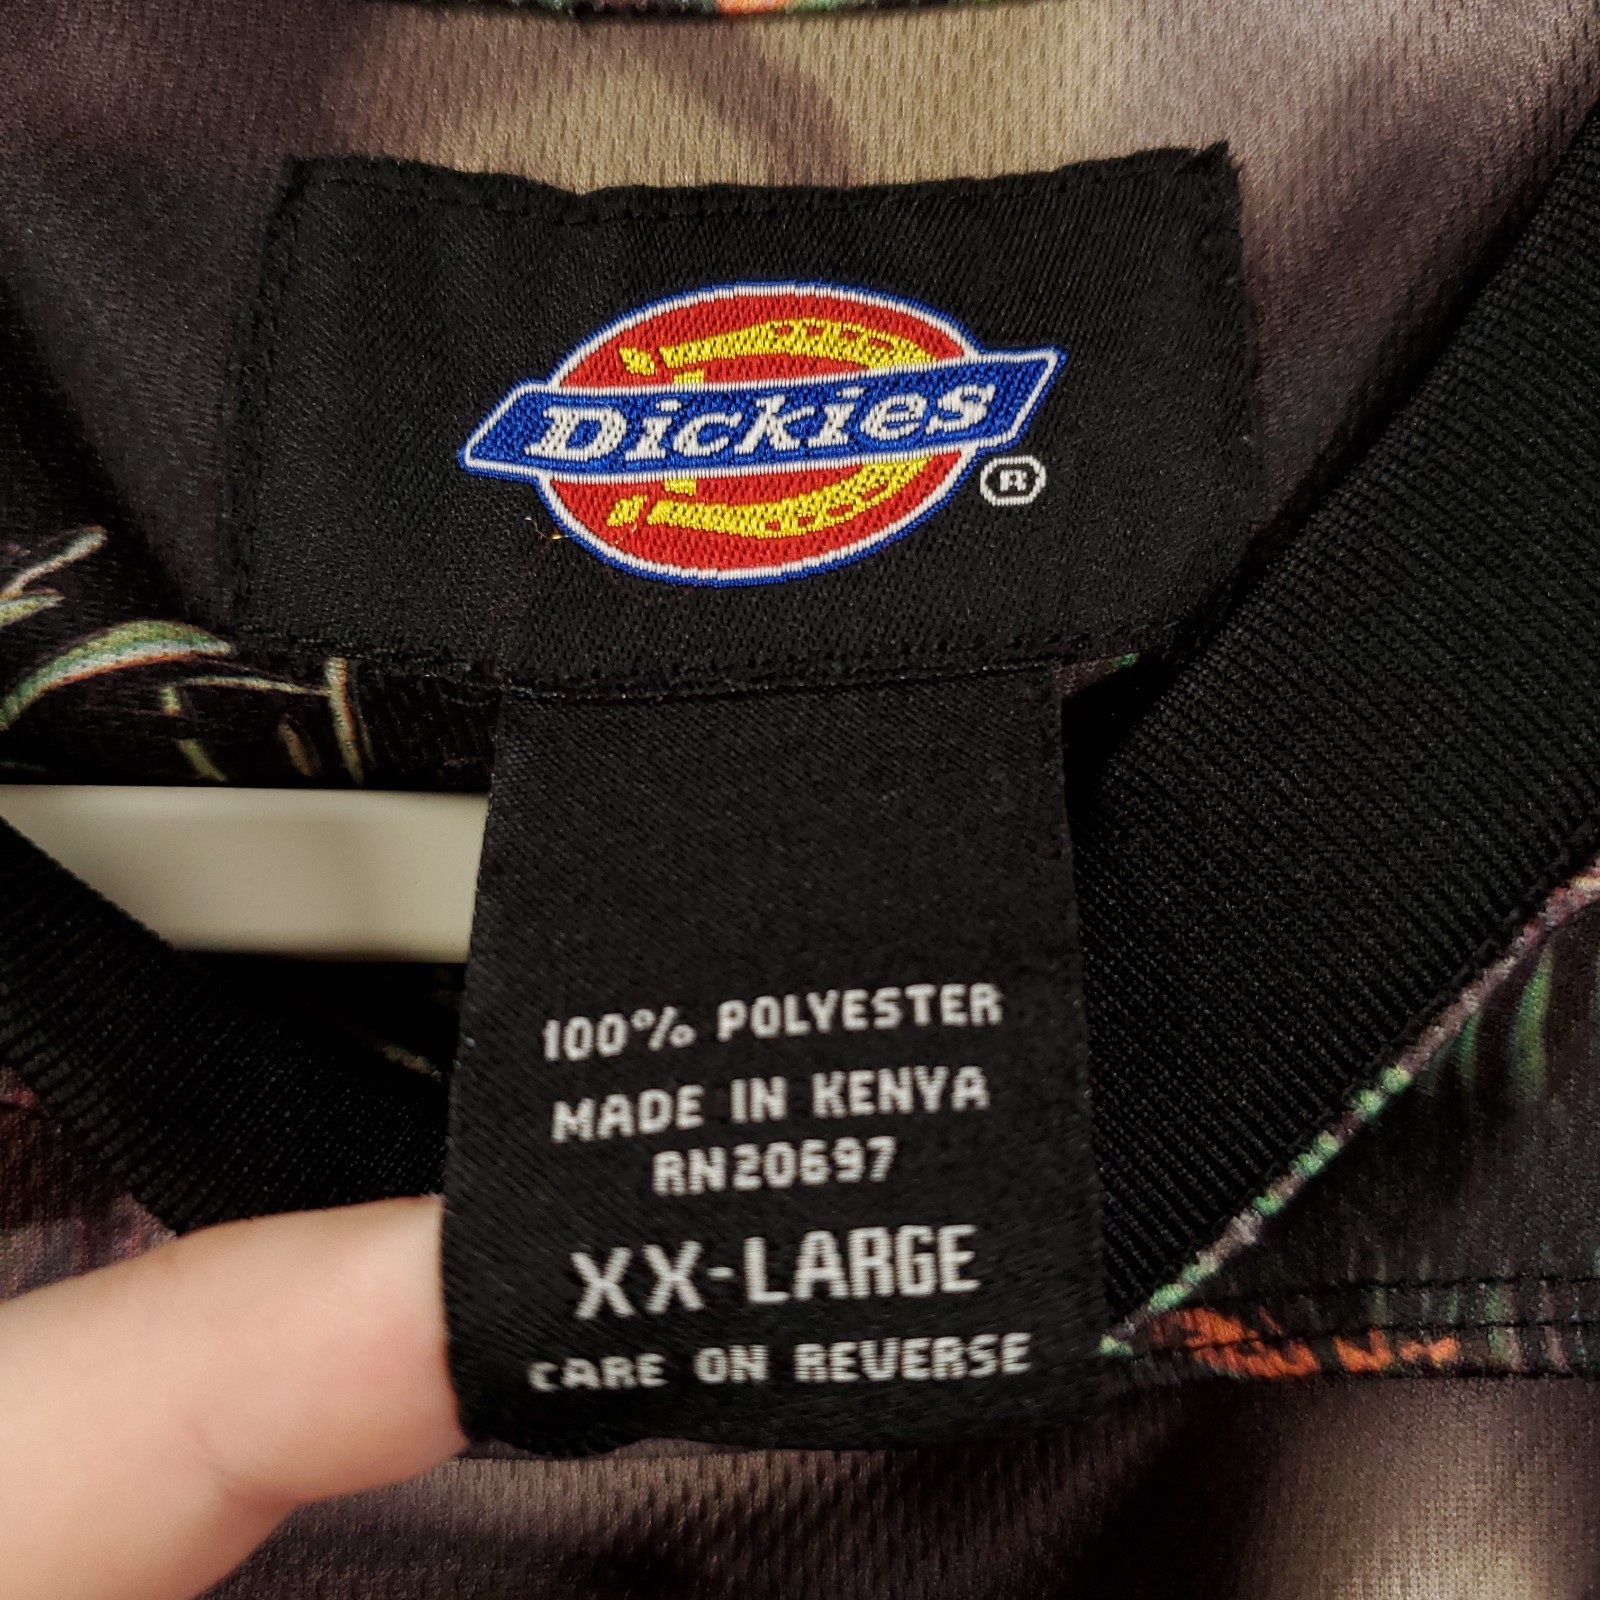 Dickies
®
100% POLYESTER
MADE IN KENYA
RN20697
XX-LARGE
CARE ON REVERSE